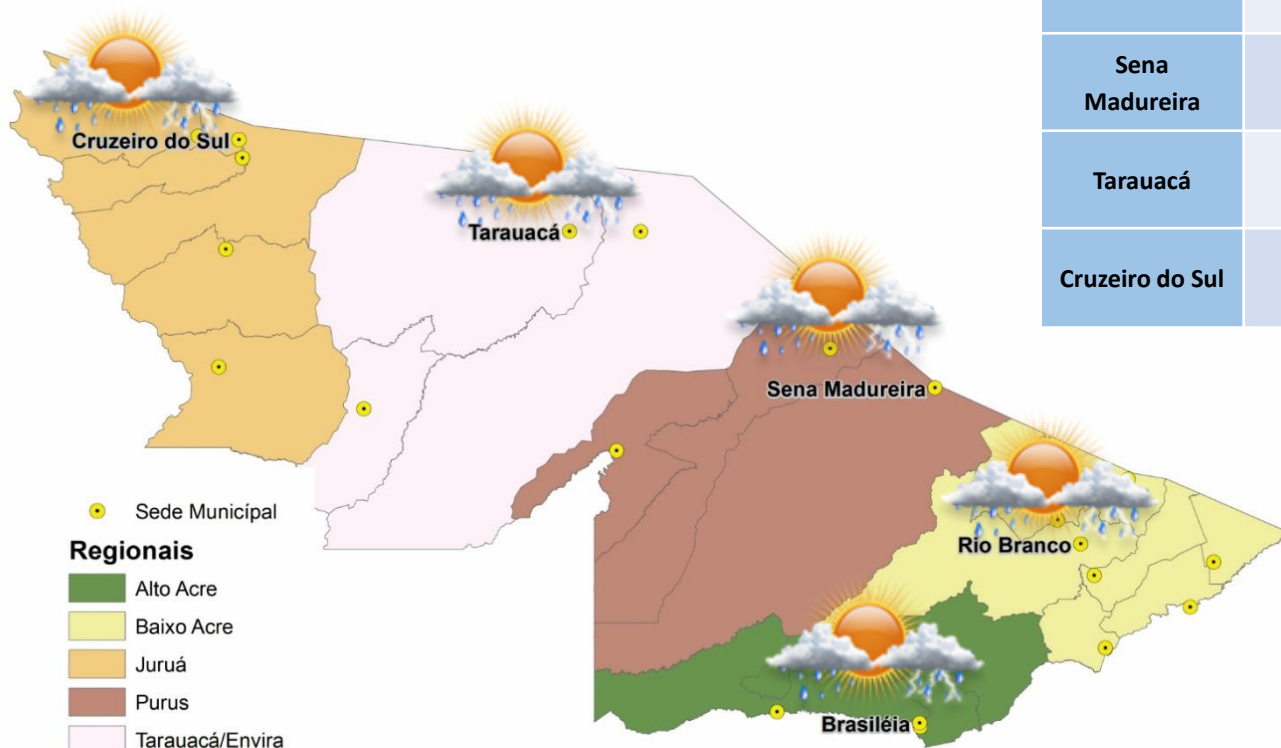 Cruzeiro do Sul
Tarauacá
Sena Madureira
Rio Branco
Brasiléia
Sede Municípal
Regionais
Alto Acre
Baixo Acre
Juruá
Purus
Tarauacá/Envira
Sena
Madureira
Tarauacá
Cruzeiro do Sul